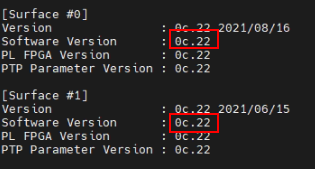 [Surface #0]
Version : 0c.22 2021/08/16
Software Version : 0c.22
PL FPGA Version : 0c.22
PTP Parameter Version : 0c.22
[Surface #1]
Version : 0c.22 2021/06/15
Software Version : 0c.22
PL FPGA Version : 0c.22
PTP Parameter Version : 0c.22